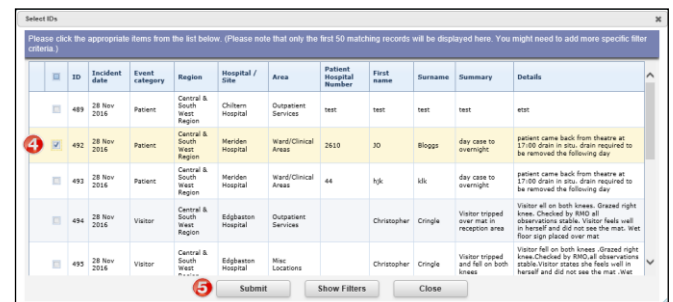 Select IDs
Please click the appropriate items from the list below. (Please note that only the first 50 matching records will be displayed here. You might need to add more specific filter
criteria.)
ID Incident date Event category Region Hospital / Site Area Patient Hospital Number First name Surname Summary Details
489 28 Nov 2016 Patient Central & South West Region Chiltern Hospital Outpatient Services test test test test etst
4 492 28 Nov 2016 Patient Central & South West Region Meriden Hospital Ward/Clinical Areas 2610 JO Bloggs day case to overnight patient came back from theatre at 17:00 drain in situ. drain required to be removed the following day
493 28 Nov 2016 Patient Central & South West Region Meriden Hospital Ward/Clinical Areas 44 hjk klk day case to overnight patient came back from theatre at 17:00 drain in situ. drain required to be removed the following day
494 28 Nov 2016 Visitor Central & South West Region Edgbaston Hospital Outpatient Services Christopher Cringle Visitor tripped over mat in reception area Visitor ell on both knees. Grazed right knee. Checked by RMO all observations stable. Visitor feels well in herself and did not see the mat. Wet floor sign placed over mat
495 28 Nov 2016 Visitor Central & South West Edgbaston Hospital Misc Locations Christopher Cringle Visitor tripped and fell on both knees Visitor fell on both knees .Grazed right knee.Checked by RMO,all observations stable.Visitor states she feels well in herself and did not see the mat .Wet
5 Submit Show Filters Close